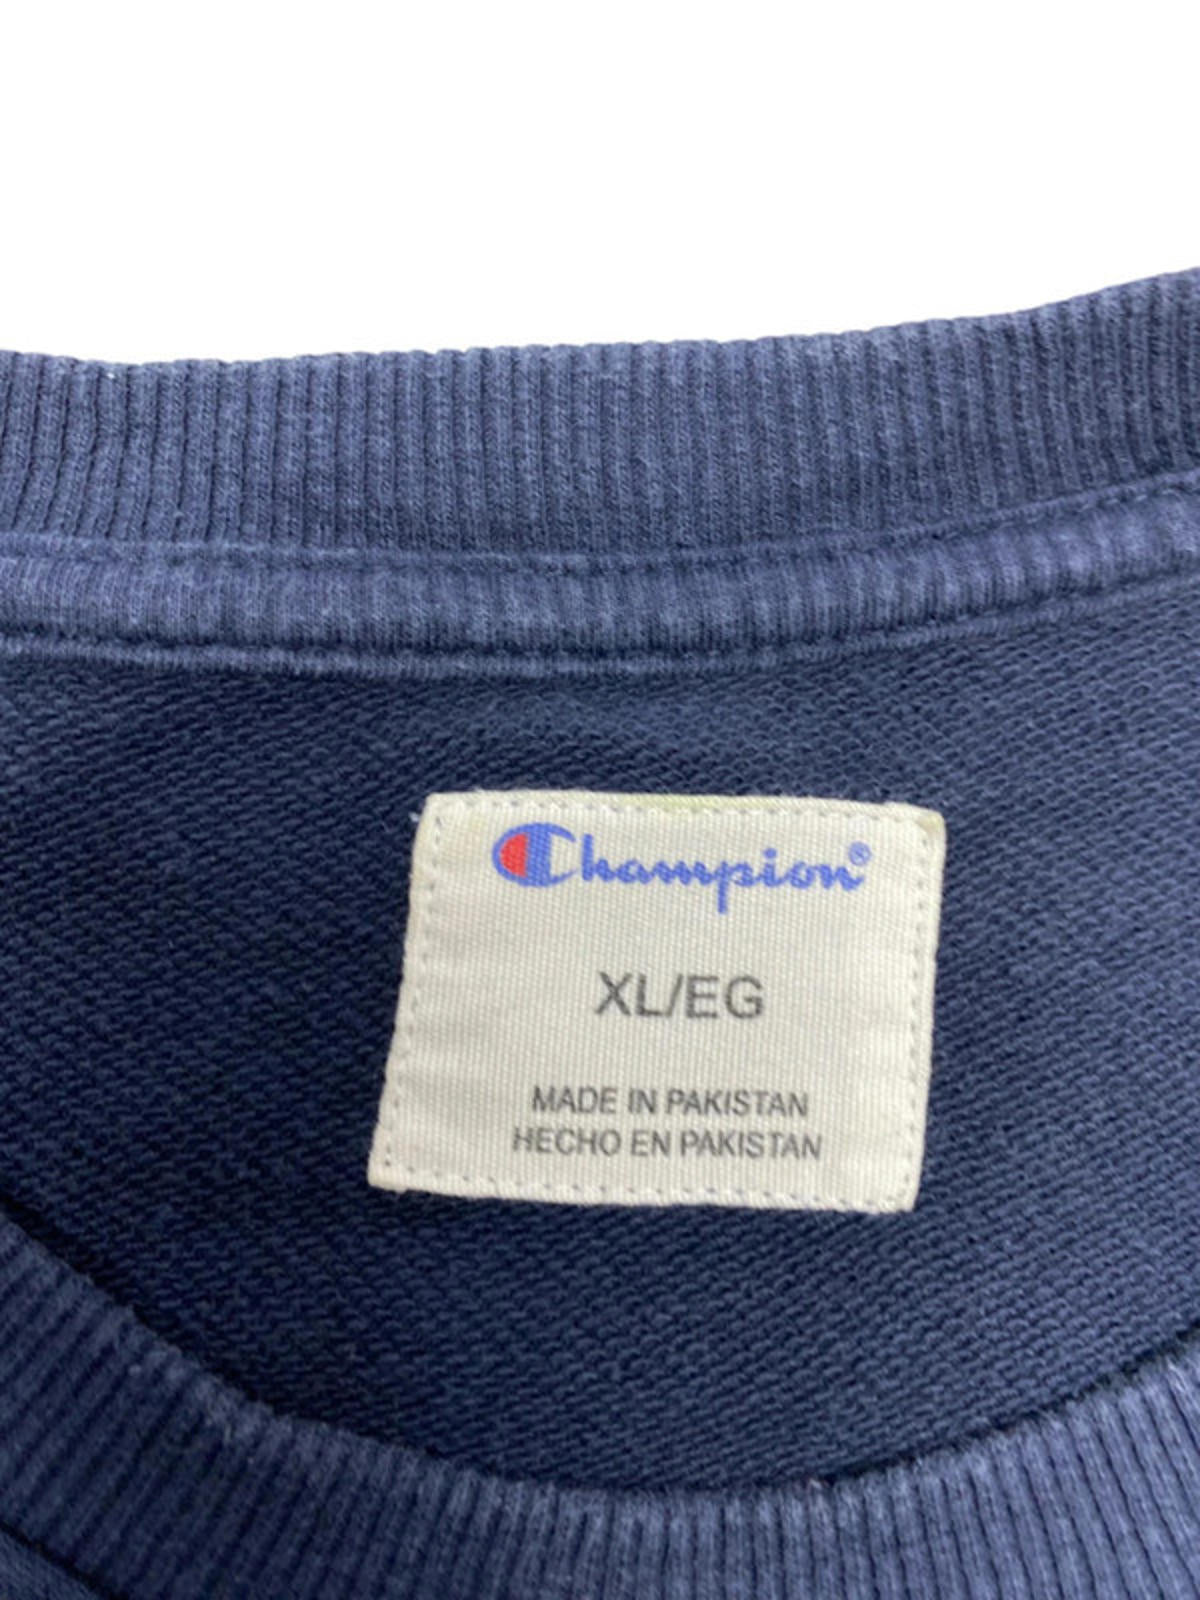 Champion®
XL/EG
MADE IN PAKISTAN
HECHO EN PAKISTAN